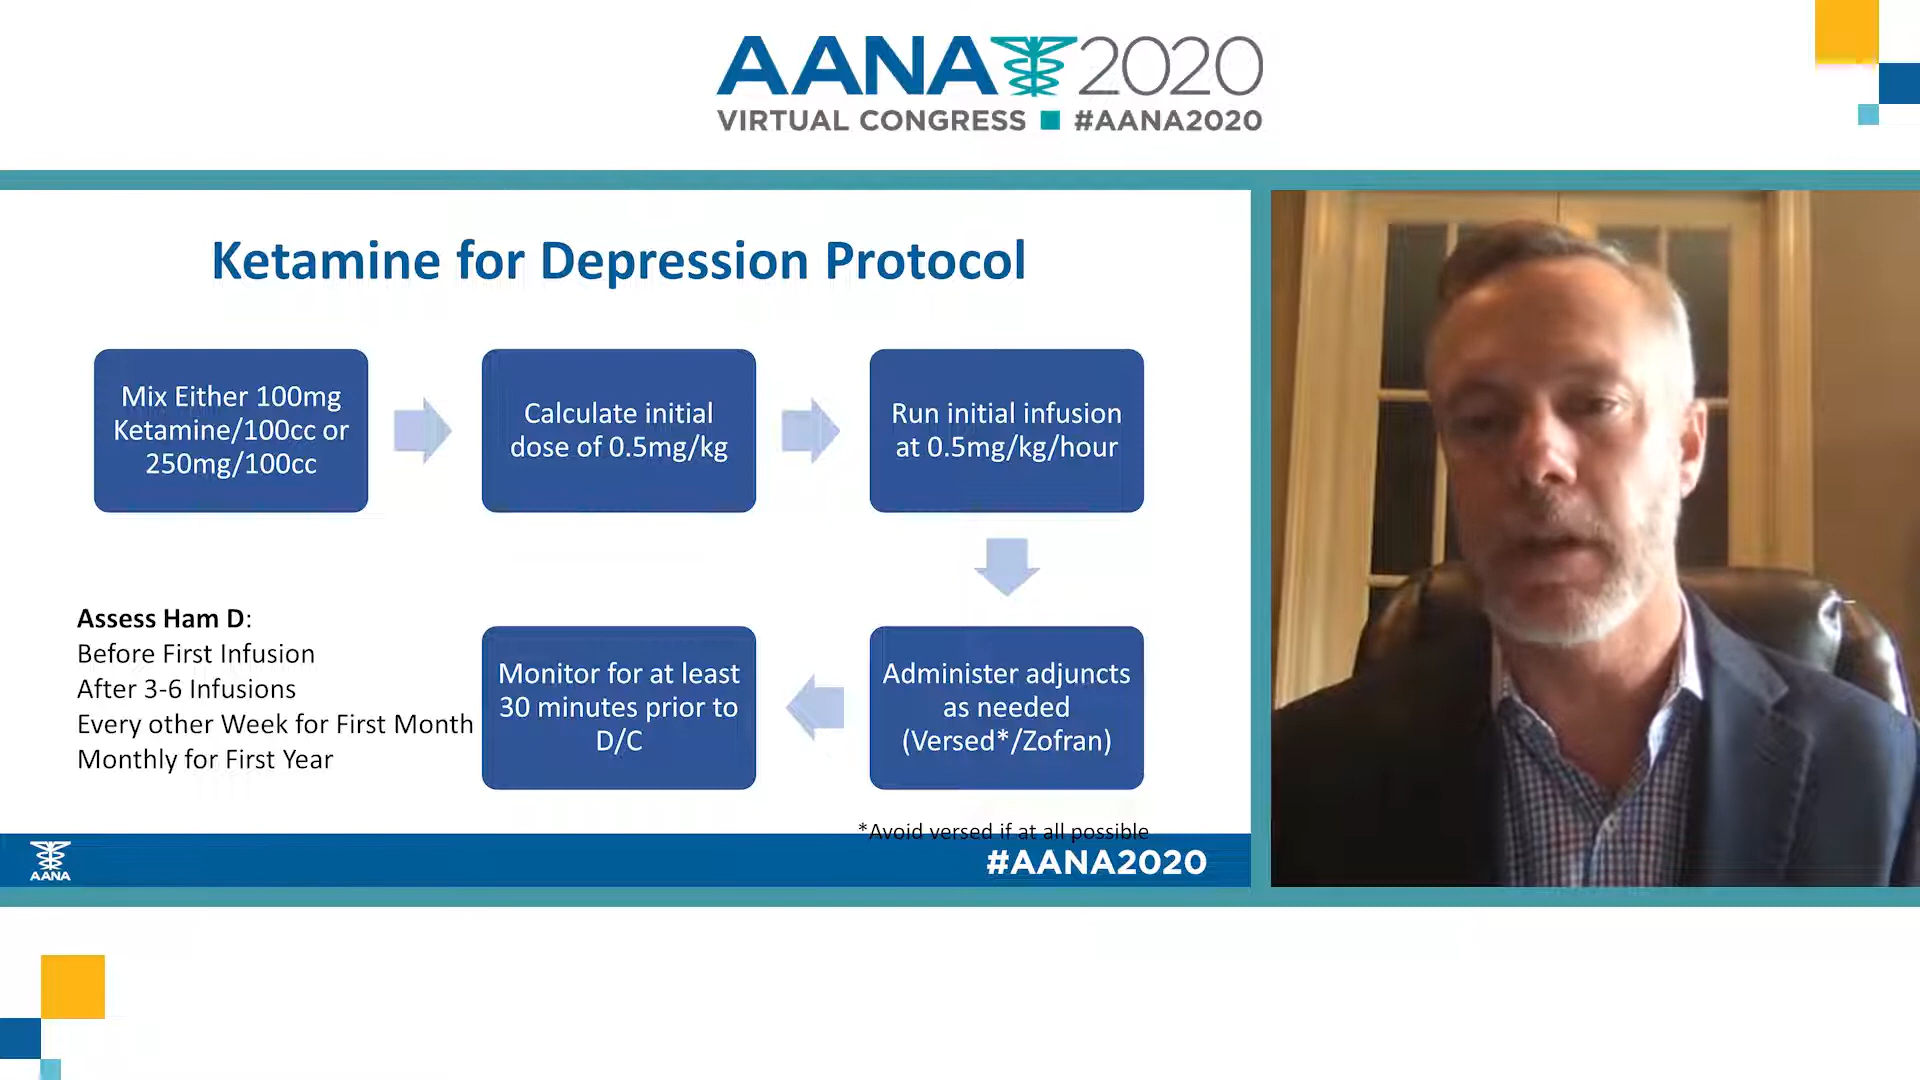 AANA 2020
VIRTUAL CONGRESS #AANA2020
Ketamine for Depression Protocol
Mix Either 100mg
Ketamine/100cc or
250mg/100cc
Calculate initial
dose of 0.5mg/kg
Run initial infusion
at 0.5mg/kg/hour
Administer adjuncts
as needed
(Versed*/Zofran)
Monitor for at least
30 minutes prior to
D/C
Assess Ham D:
Before First Infusion
After 3-6 Infusions
Every other Week for First Month
Monthly for First Year
*Avoid versed if at all possible
AANA
#AANA2020